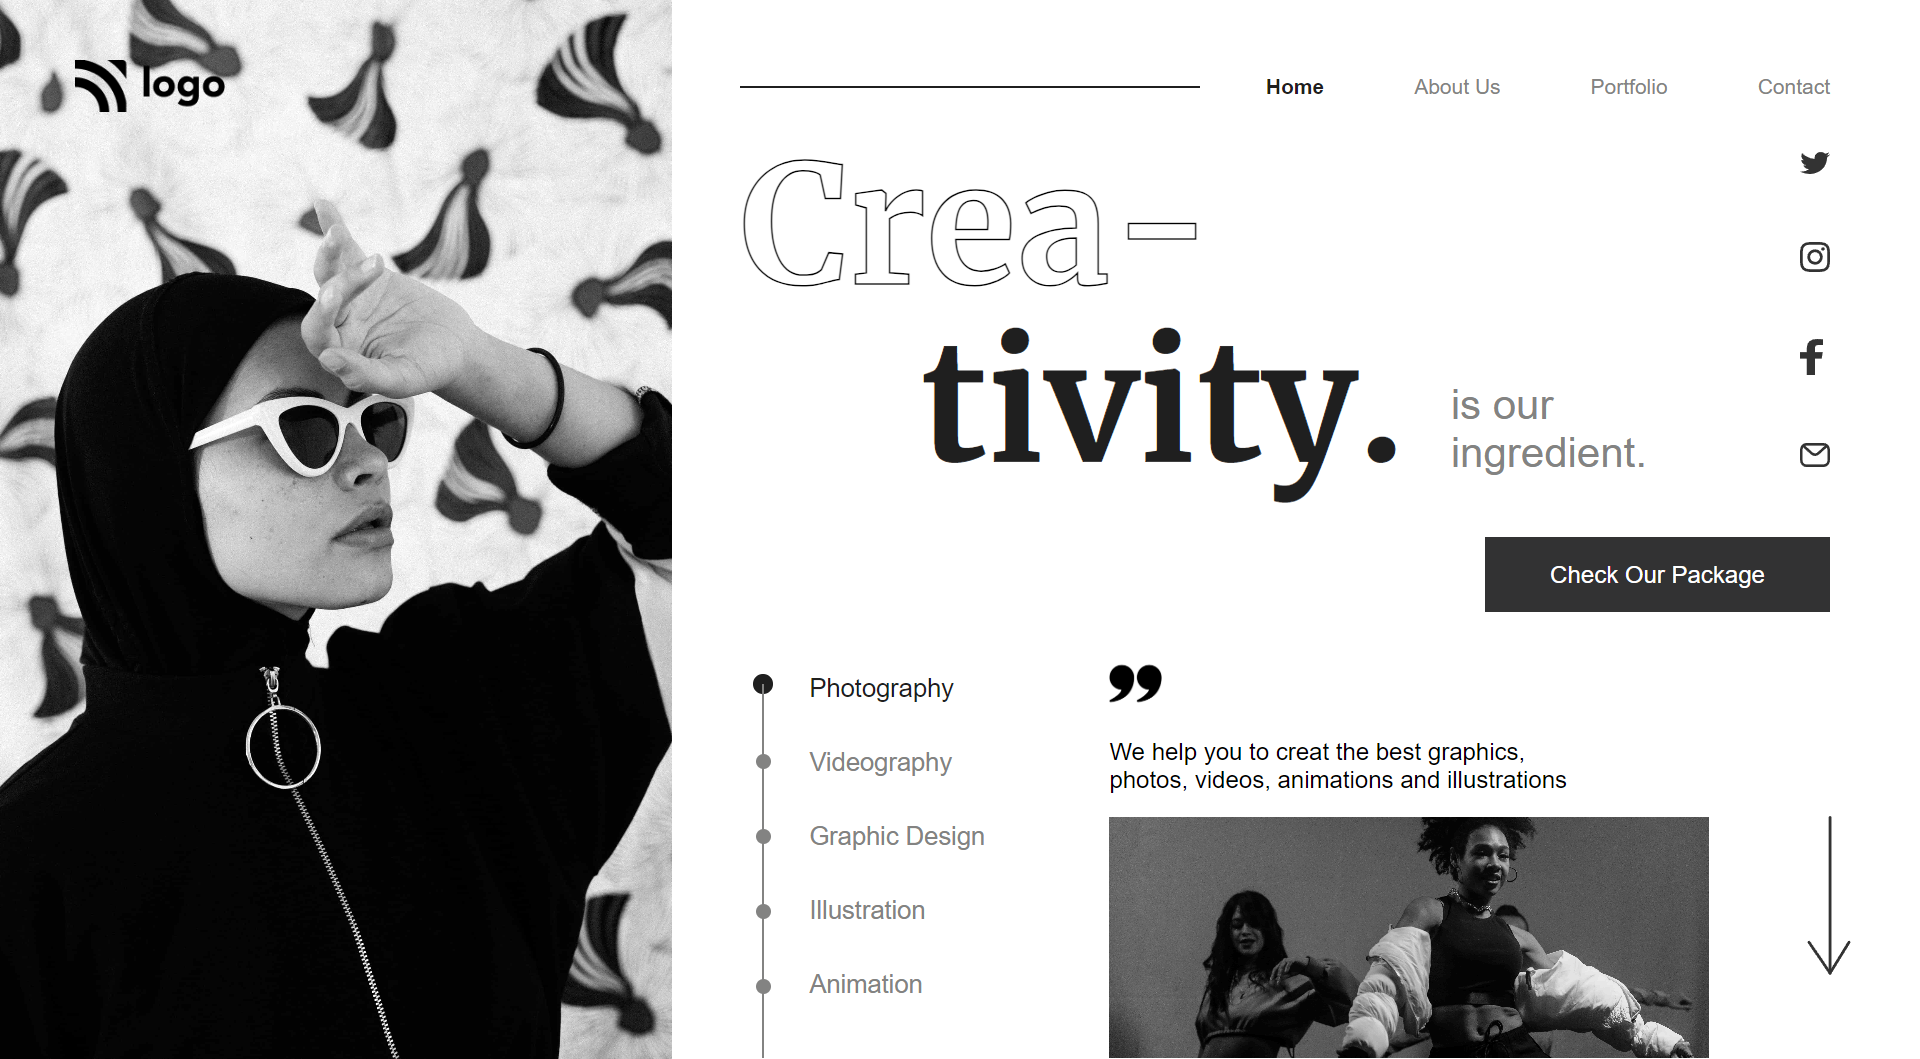 logo
Home About Us Portfolio Contact
Crea-
tivity.
is our
ingredient.
Check Our Package
Photography
Videography
Graphic Design
Illustration
Animation
❞
We help you to creat the best graphics,
photos, videos, animations and illustrations